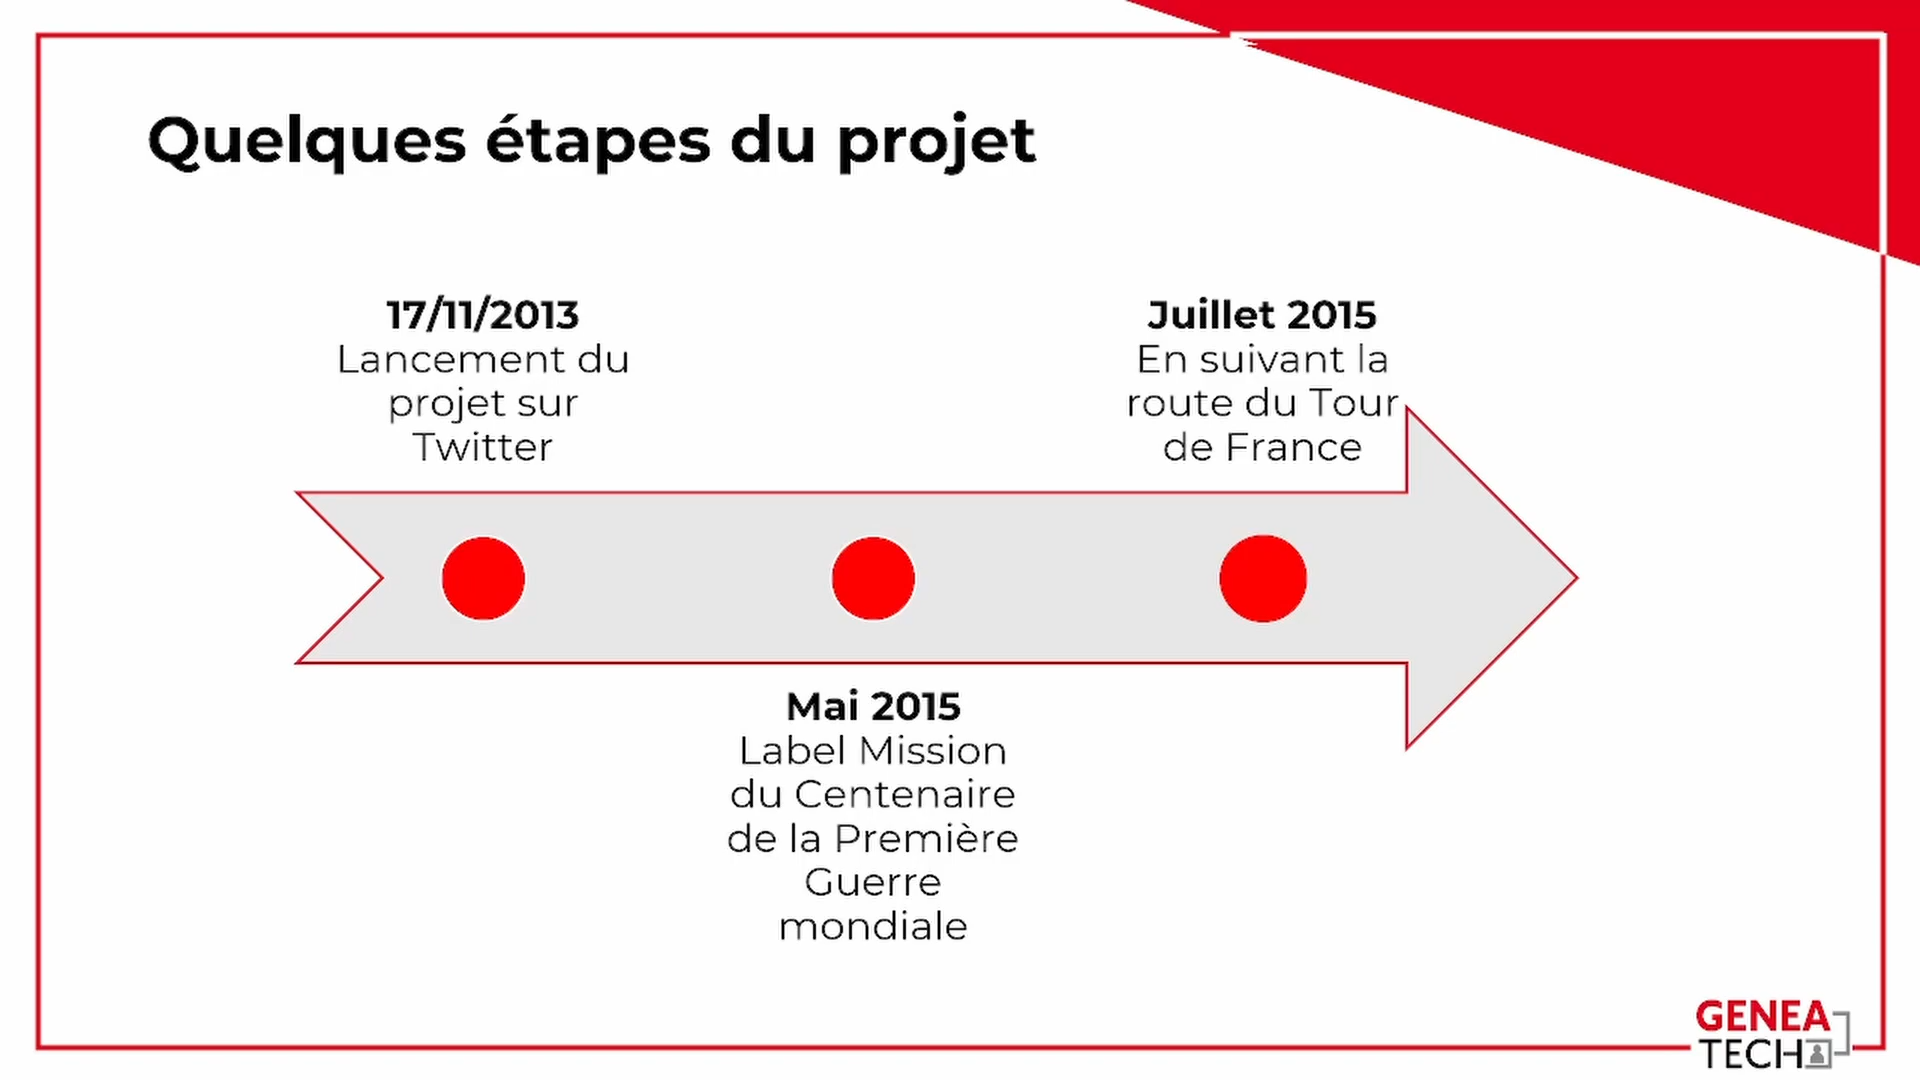 Quelques étapes du projet
17/11/2013
Lancement du
projet sur
Twitter
Mai 2015
Label Mission
du Centenaire
de la Première
Guerre
mondiale
Juillet 2015
En suivant la
route du Tour
de France
GENEA
TECH